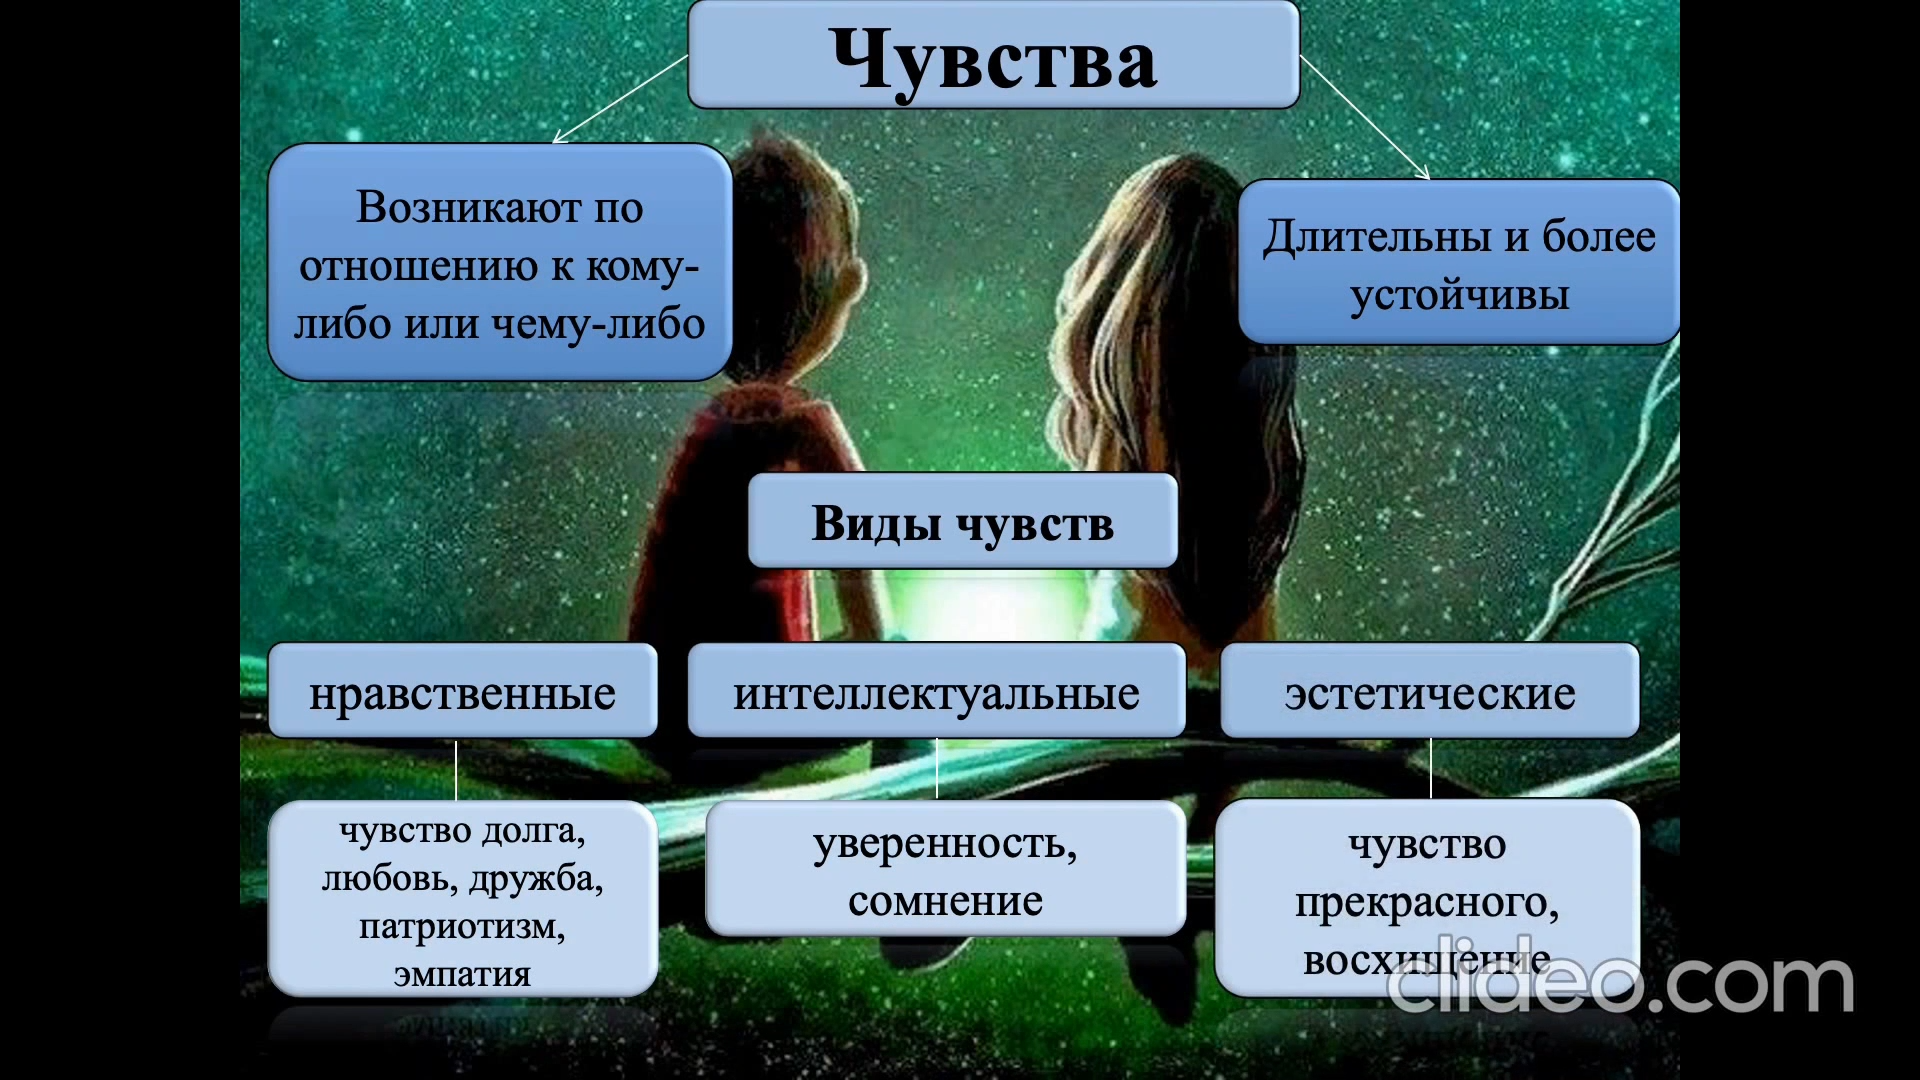 Чувства
Возникают по
отношению к кому-
либо или чему-либо
Длительны и более
устойчивы
Виды чувств
нравственные
интеллектуальные
эстетические
чувство долга,
любовь, дружба,
патриотизм,
эмпатия
уверенность,
сомнение
чувство
прекрасного,
восхищение
clideo.com